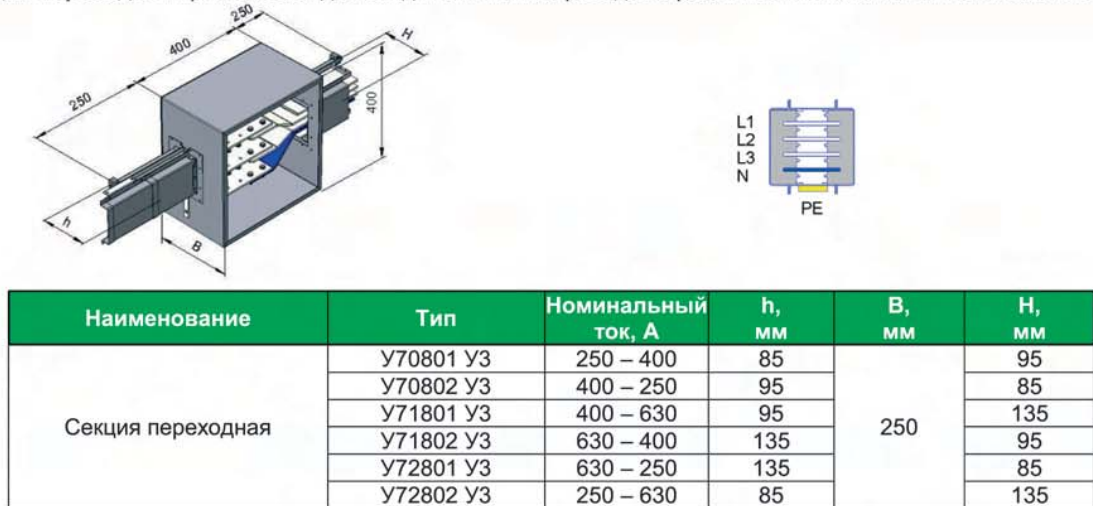 250
400
250
H
400
h
B
L1
L2
L3
N
PE
Наименование Тип Номинальный ток, А h, мм B, мм H, мм
Секция переходная
У70801 У3 250 – 400 85 95
У70802 У3 400 – 250 95 85
У71801 У3 400 – 630 95 135
250
У71802 У3 630 – 400 135 95
У72801 У3 630 – 250 135 85
У72802 У3 250 – 630 85 135